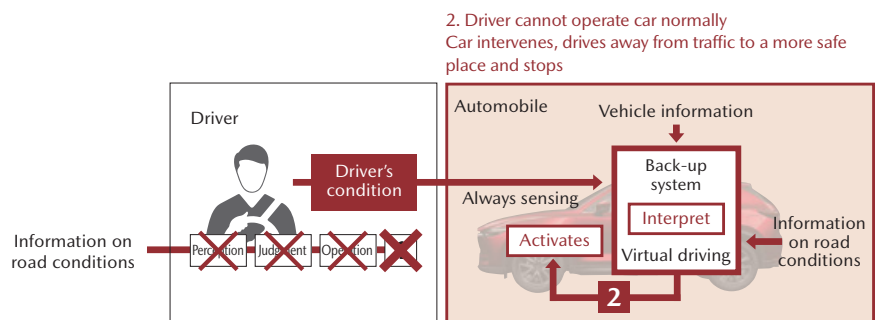 2. Driver cannot operate car normally
Car intervenes, drives away from traffic to a more safe
place and stops
Driver
Automobile
Vehicle information
Driver's
condition
Always sensing
Back-up
system
Interpret
Virtual driving
Activates
Information on
road conditions
Perception
Judgment
Operation
Information
on road
conditions
2